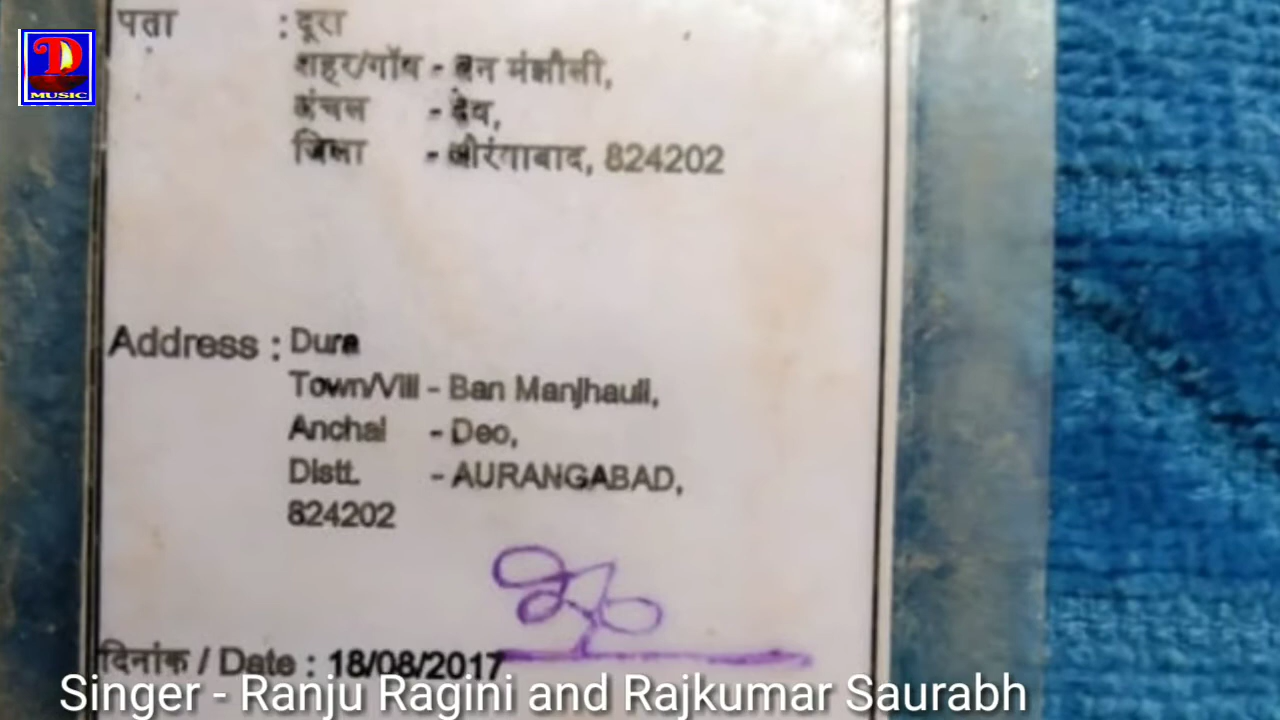 D
MUSIC
पता : दूरा
शहर/गाँव - बन मंझौली,
अंचल - देव,
जिला - औरंगाबाद, 824202
Address : Dura
Town/Vill - Ban Manjhauli,
Anchal - Deo,
Distt. - AURANGABAD,
824202
दिनांक / Date : 18/08/2017
Singer - Ranju Ragini and Rajkumar Saurabh